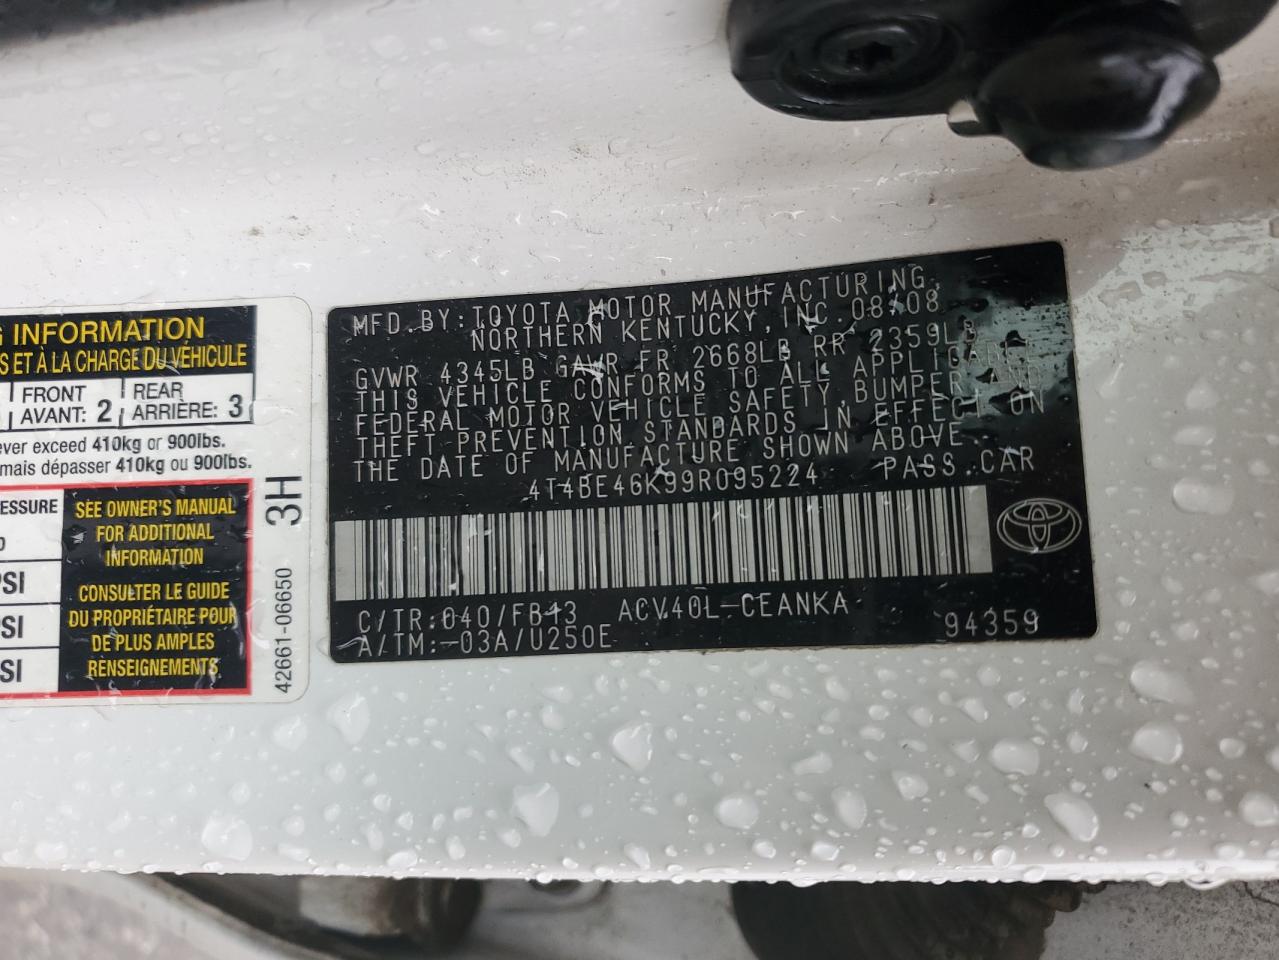 G INFORMATION
S ET À LA CHARGE DU VÉHICULE
FRONT REAR
AVANT: 2 ARRIÈRE: 3
ever exceed 410kg or 900lbs.
mais dépasser 410kg ou 900lbs.
ESSURE
PSI
PSI
SI
SEE OWNER'S MANUAL
FOR ADDITIONAL
INFORMATION
CONSULTER LE GUIDE
DU PROPRIÉTAIRE POUR
DE PLUS AMPLES
RENSEIGNEMENTS
3H
42661-06650
MFD. BY: TOYOTA MOTOR MANUFACTURING,
NORTHERN KENTUCKY, INC. 08/08
GVWR 4345LB GAWR FR 2668LB RR 2359LB
THIS VEHICLE CONFORMS TO ALL APPLICABLE
FEDERAL MOTOR VEHICLE SAFETY, BUMPER, AND
THEFT PREVENTION STANDARDS IN EFFECT ON
THE DATE OF MANUFACTURE SHOWN ABOVE.
4T4BE46K99R095224 PASS.CAR
C/TR: 040/FB13 ACV40L-CEANKA
A/TM:-03A/U250E 94359